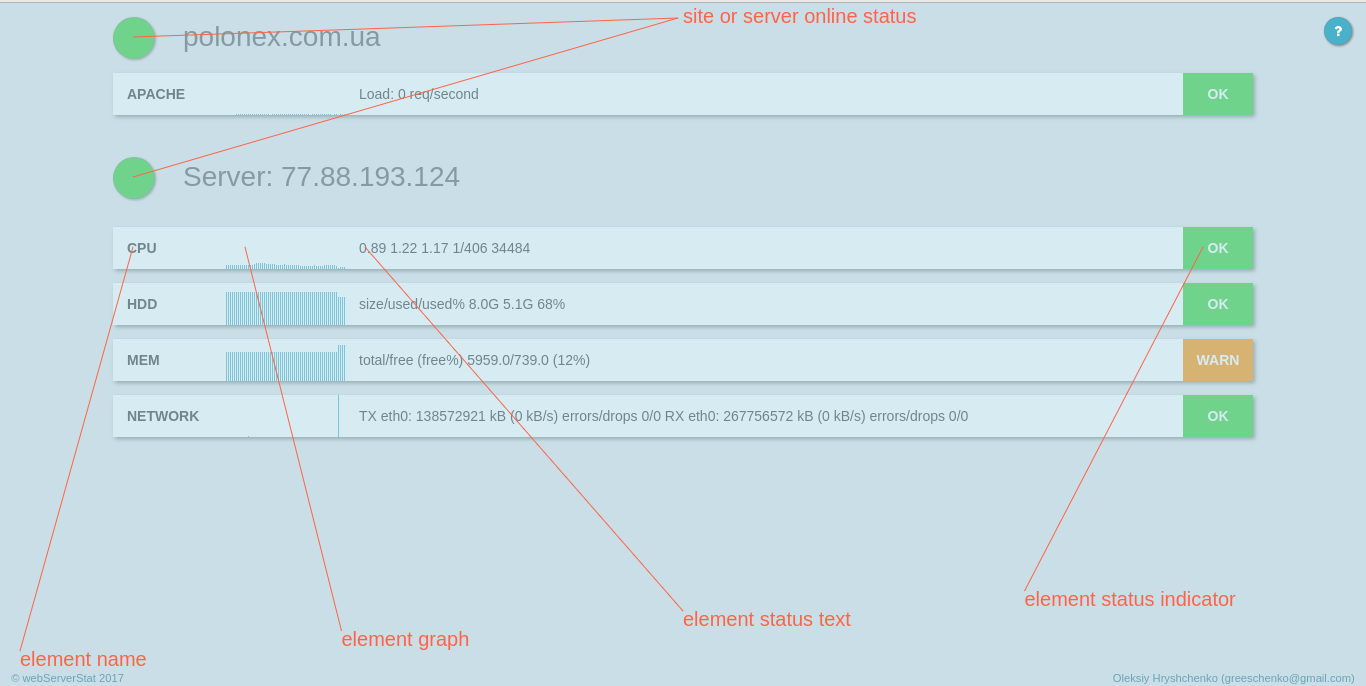 site or server online status
polonex.com.ua
?
APACHE Load: 0 req/second OK
Server: 77.88.193.124
CPU 0.89 1.22 1.17 1/406 34484 OK
HDD size/used/used% 8.0G 5.1G 68% OK
MEM total/free (free%) 5959.0/739.0 (12%) WARN
NETWORK TX eth0: 138572921 kB (0 kB/s) errors/drops 0/0 RX eth0: 267756572 kB (0 kB/s) errors/drops 0/0 OK
element status indicator
element status text
element graph
element name
© webServerStat 2017 Oleksiy Hryshchenko (greeschenko@gmail.com)